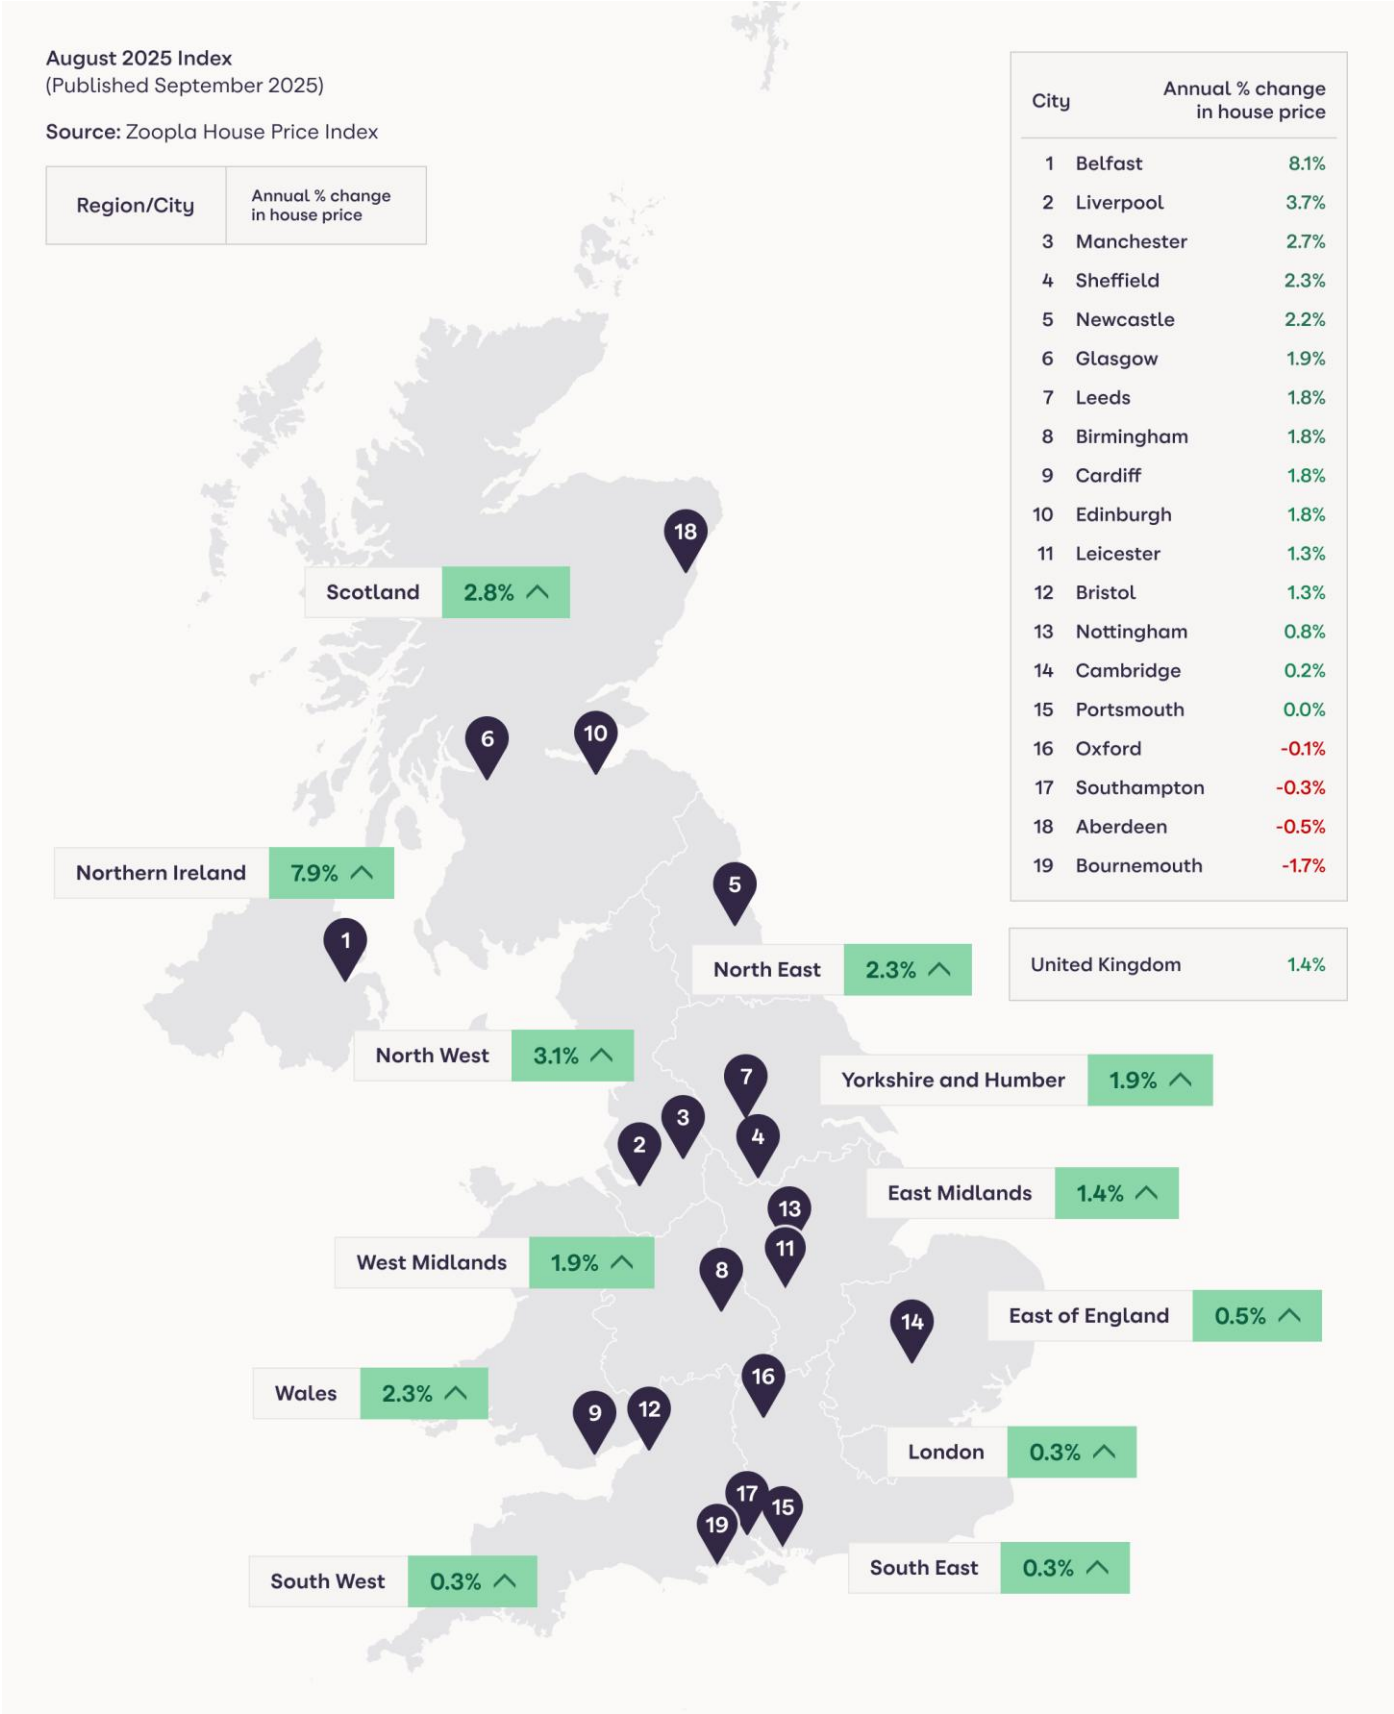 August 2025 Index
(Published September 2025)
Source: Zoopla House Price Index
Region/City
Annual % change
in house price
City
Annual % change
in house price
1 Belfast 8.1%
2 Liverpool 3.7%
3 Manchester 2.7%
4 Sheffield 2.3%
5 Newcastle 2.2%
6 Glasgow 1.9%
7 Leeds 1.8%
8 Birmingham 1.8%
9 Cardiff 1.8%
10 Edinburgh 1.8%
11 Leicester 1.3%
12 Bristol 1.3%
13 Nottingham 0.8%
14 Cambridge 0.2%
15 Portsmouth 0.0%
16 Oxford -0.1%
17 Southampton -0.3%
18 Aberdeen -0.5%
19 Bournemouth -1.7%
United Kingdom 1.4%
18
Scotland 2.8%
6
10
Northern Ireland 7.9%
5
1
North East 2.3%
North West 3.1%
7
Yorkshire and Humber 1.9%
3
4
2
East Midlands 1.4%
13
11
West Midlands 1.9%
8
East of England 0.5%
14
16
Wales 2.3%
9
12
London 0.3%
17
15
19
South East 0.3%
South West 0.3%